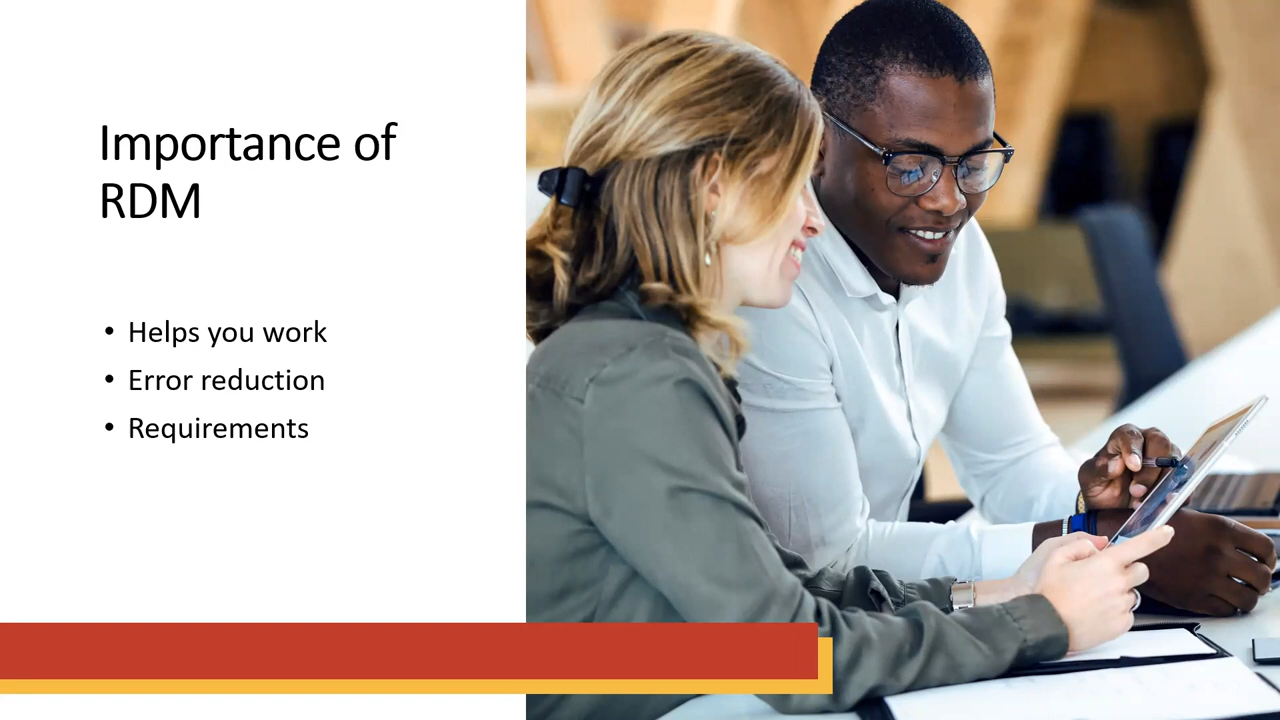 Importance of
RDM
• Helps you work
• Error reduction
• Requirements